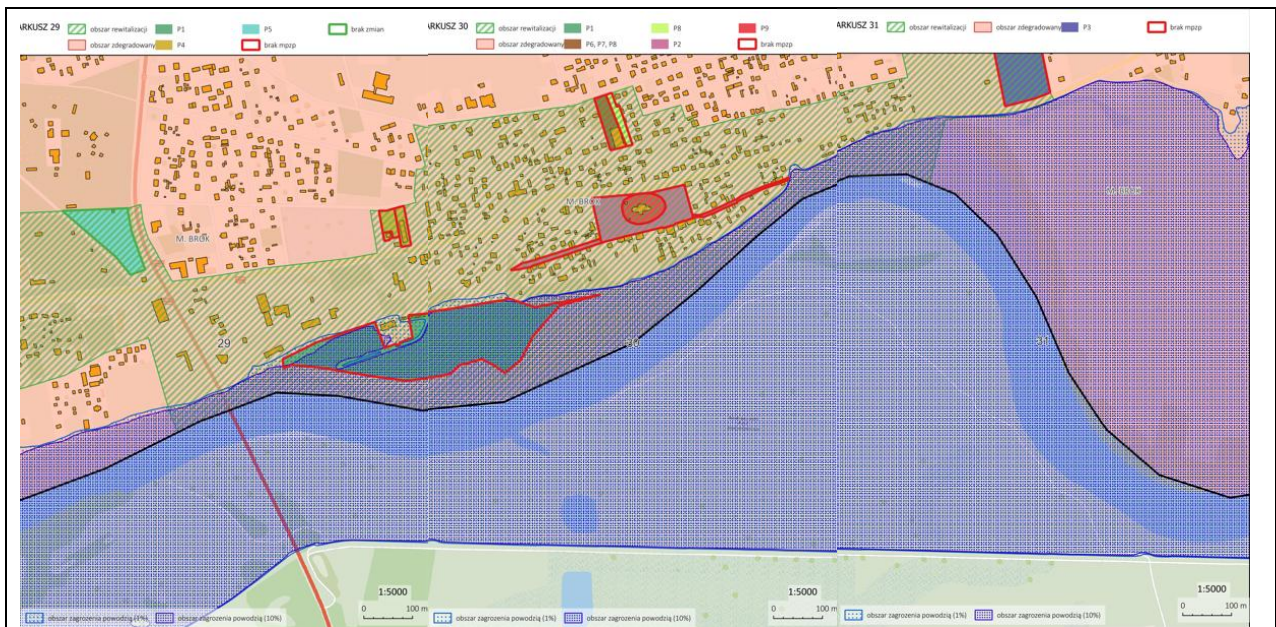 ARKUSZ 29
obszar rewitalizacji
P1
P5
brak zmian
obszar zdegradowany
P4
brak mpzp
ARKUSZ 30
obszar rewitalizacji
P1
P8
P9
obszar zdegradowany
P6, P7, P8
P2
brak mpzp
ARKUSZ 31
obszar rewitalizacji
obszar zdegradowany
P3
brak mpzp
M. BROK
M. BROK
M. BROK
29
30
31
1:5000
0 100 m
1:5000
0 100 m
1:5000
0 100 m
obszar zagrożenia powodzią (1%)
obszar zagrożenia powodzią (10%)
obszar zagrożenia powodzią (1%)
obszar zagrożenia powodzią (10%)
obszar zagrożenia powodzią (1%)
obszar zagrożenia powodzią (10%)